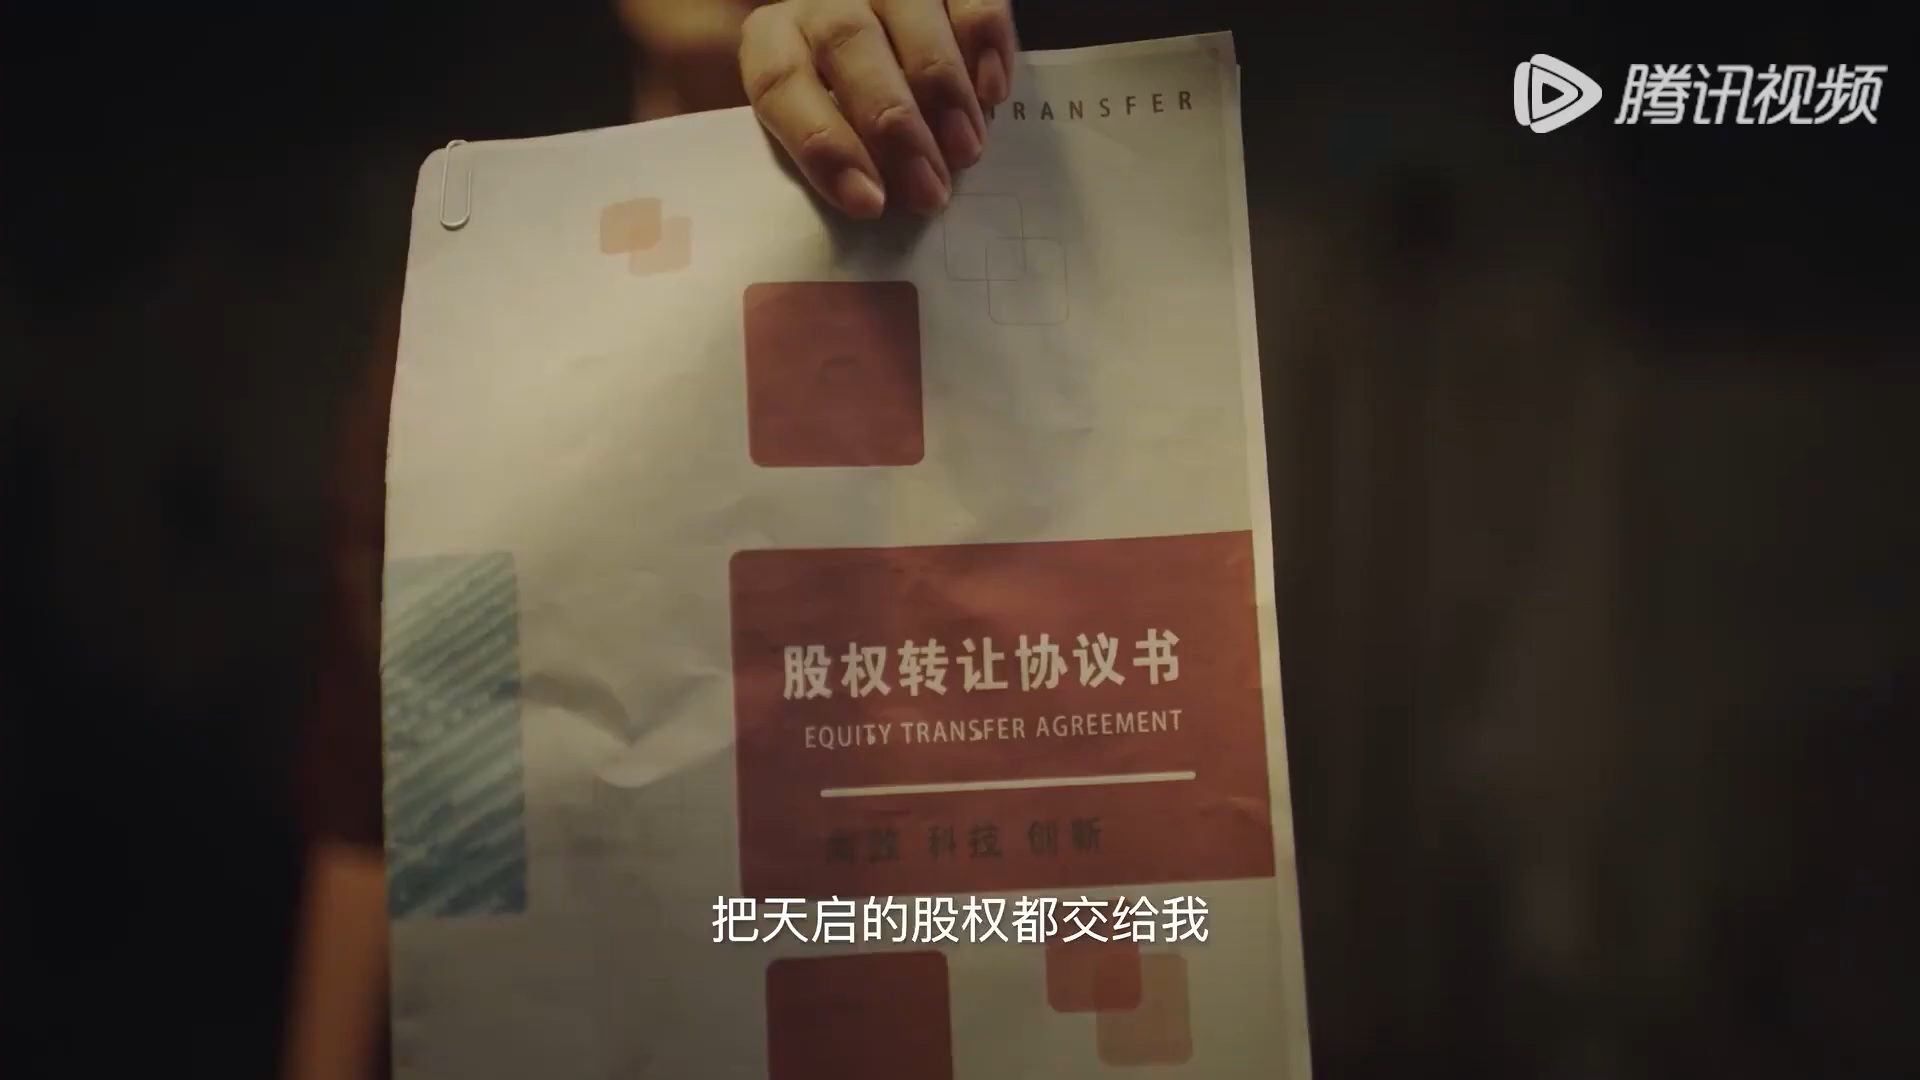 腾讯视频
TRANSFER
股权转让协议书
EQUITY TRANSFER AGREEMENT
科技 创新
把天启的股权都交给我